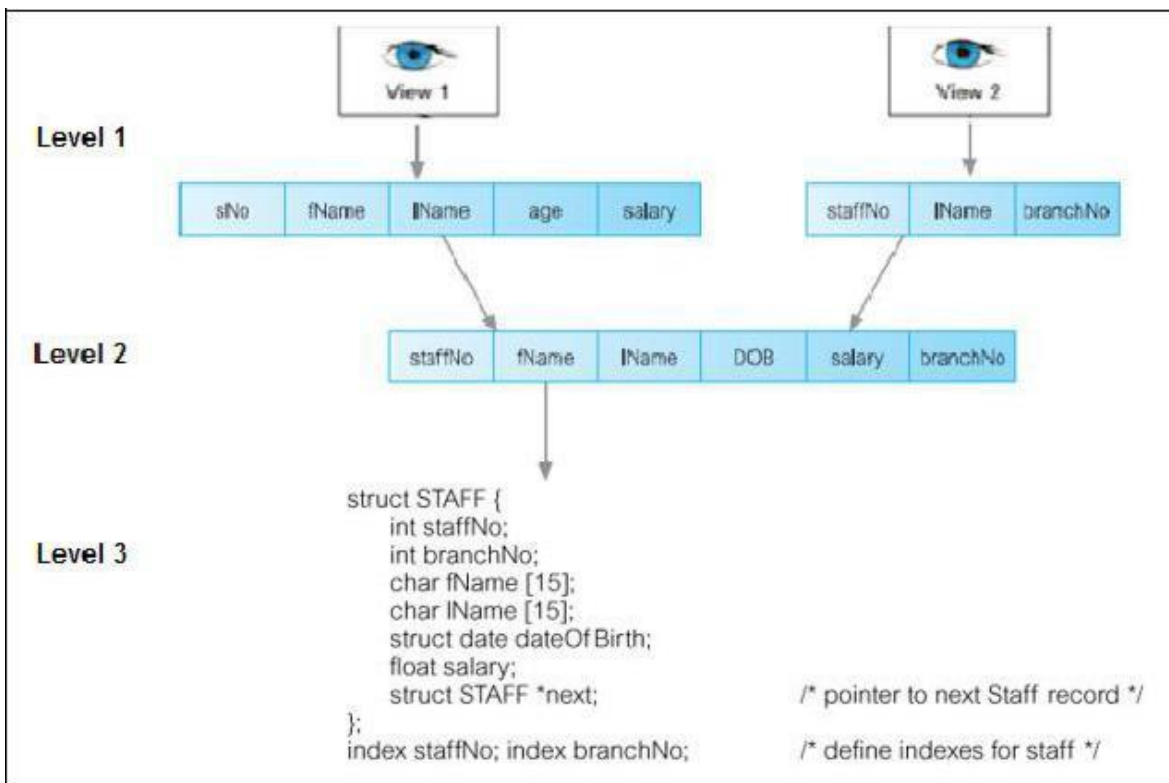 View 1
View 2
Level 1
slNo fName lName age salary
staffNo lName branchNo
Level 2
staffNo fName lName DOB salary branchNo
Level 3
struct STAFF {
int staffNo;
int branchNo;
char fName [15];
char lName [15];
struct date dateOfBirth;
float salary;
struct STAFF *next; /* pointer to next Staff record */
};
index staffNo; index branchNo; /* define indexes for staff */